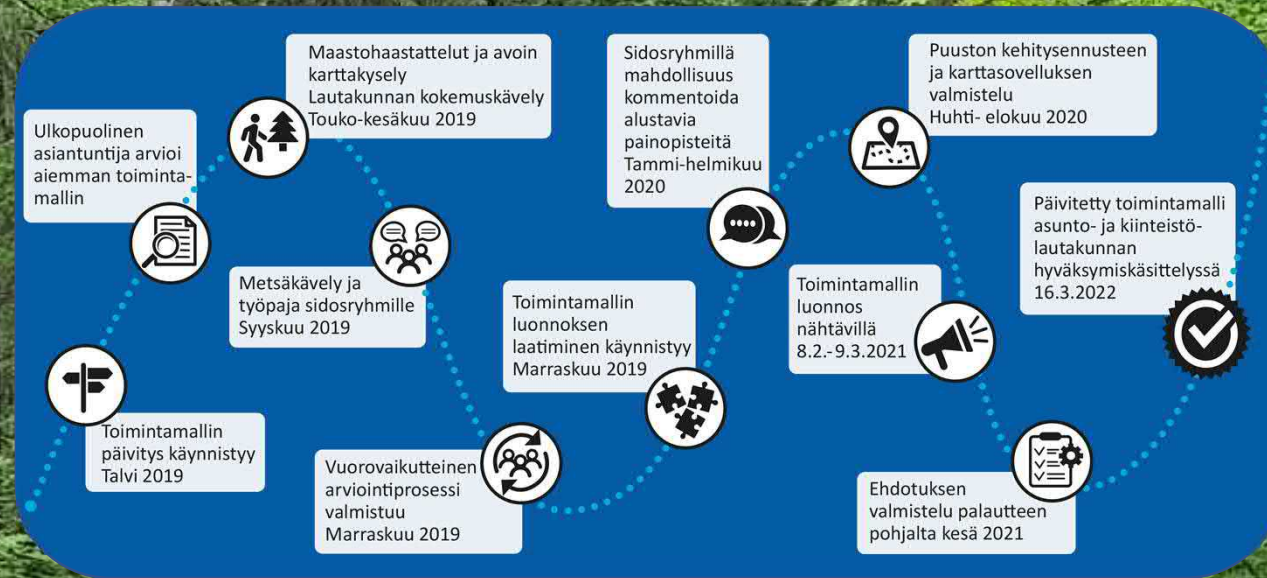 Toimintamallin
päivitys käynnistyy
Talvi 2019
Ulkopuolinen
asiantuntija arvioi
aiemman toiminta-
mallin
Maastohaastattelut ja avoin
karttakysely
Lautakunnan kokemuskävely
Touko-kesäkuu 2019
Metsäkävely ja
työpaja sidosryhmille
Syyskuu 2019
Vuorovaikutteinen
arviointiprosessi
valmistuu
Marraskuu 2019
Toimintamallin
luonnoksen
laatiminen käynnistyy
Marraskuu 2019
Sidosryhmillä
mahdollisuus
kommentoida
alustavia
painopisteitä
Tammi-helmikuu
2020
Puuston kehitysennusteen
ja karttasovelluksen
valmistelu
Huhti- elokuu 2020
Toimintamallin
luonnos
nähtävillä
8.2.-9.3.2021
Ehdotuksen
valmistelu palautteen
pohjalta kesä 2021
Päivitetty toimintamalli
asunto- ja kiinteistö-
lautakunnan
hyväksymiskäsittelyssä
16.3.2022